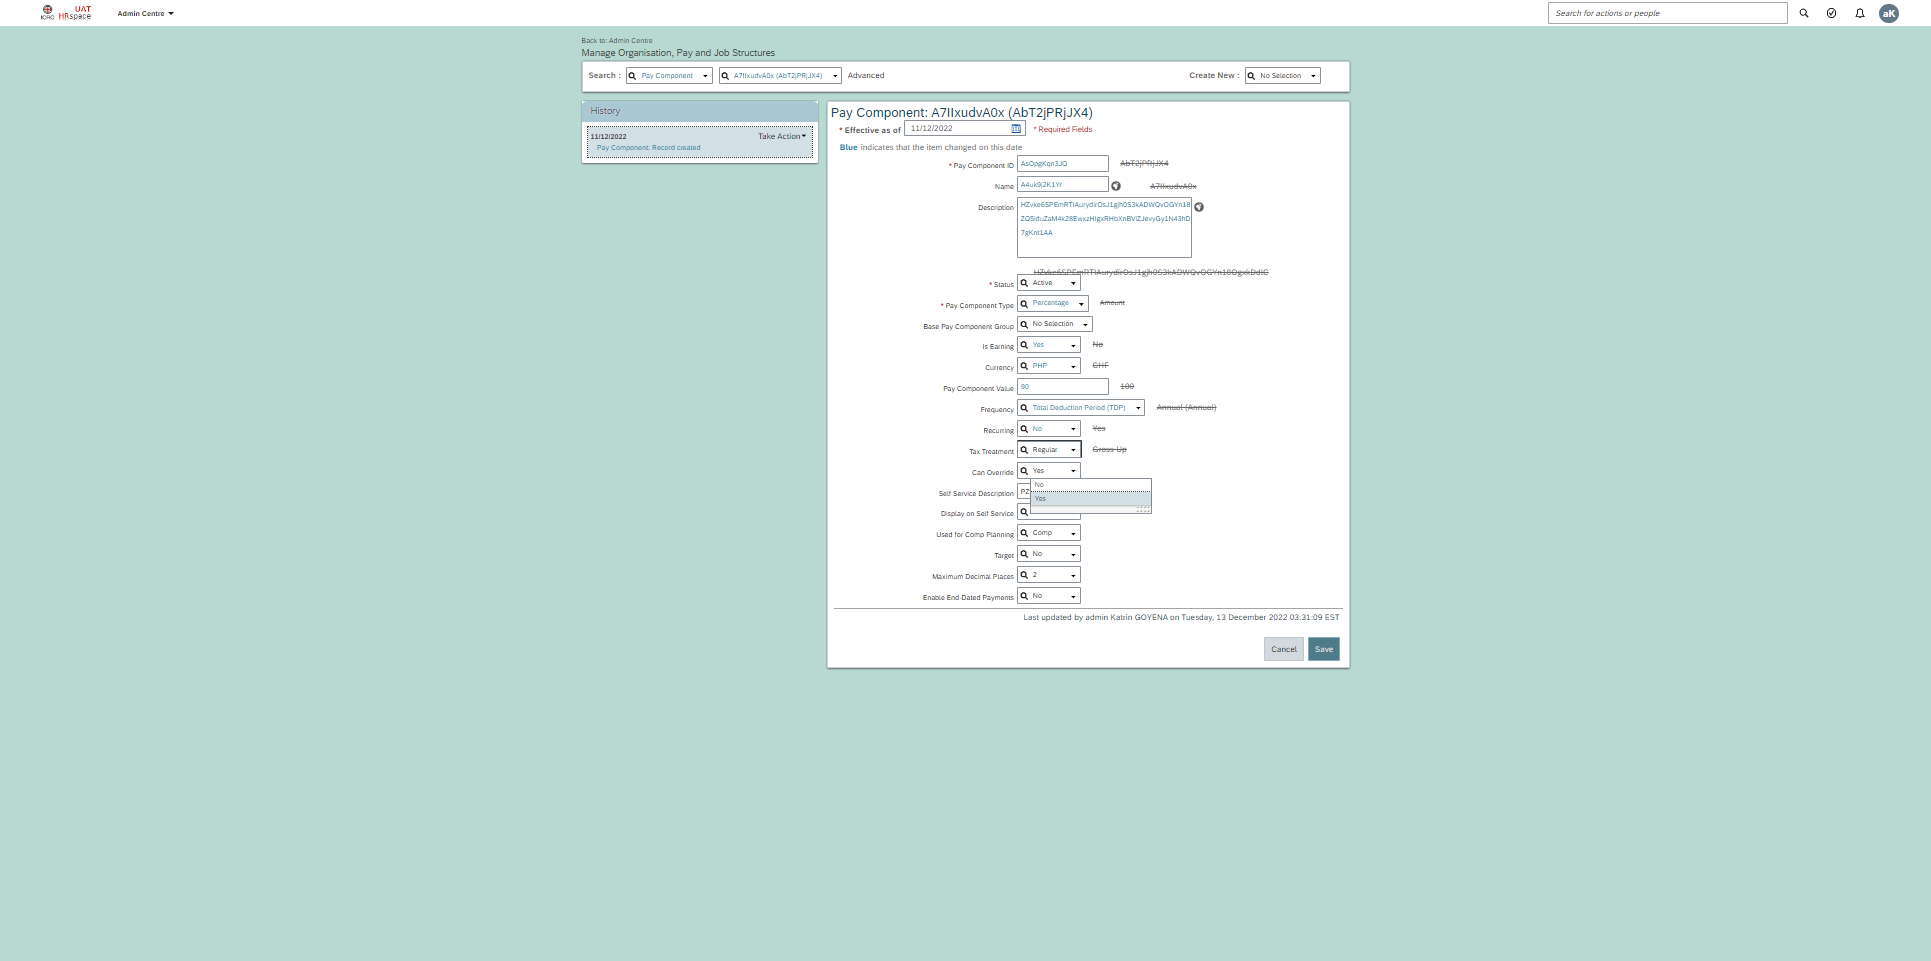 ICRC
UAT
HRspace
Admin Centre
Search for actions or people
aK
Back to: Admin Centre
Manage Organisation, Pay and Job Structures
Search : Pay Component A7IIxudvA0x (AbT2jPRjJX4) Advanced
Create New : No Selection
History
11/12/2022 Take Action
Pay Component: Record created
Pay Component: A7IIxudvA0x (AbT2jPRjJX4)
* Effective as of 11/12/2022 * Required Fields
Blue indicates that the item changed on this date
* Pay Component ID AsOpgKqn3JQ AbT2jPRjJX4
Name A4uk9j2K1Yr A7IIxudvA0x
Description HZvke6SPEmRTIAurydirOsJ1gjh0S3kADWQvOGYn18
ZQ5iduZaM4k28EwxzHIgxRHbXnBViZJevyGy1N43hD
7gKnt1AA
HZvke6SPEmRTIAurydirOsJ1gjh0S3kADWQvOGYn18OgxkDdlC
* Status Active
* Pay Component Type Percentage Amount
Base Pay Component Group No Selection
Is Earning Yes No
Currency PHP CHF
Pay Component Value 90 100
Frequency Total Deduction Period (TDP) Annual (Annual)
Recurring No Yes
Tax Treatment Regular Gross-Up
Can Override Yes
No
Yes
Self Service Description PZ
Display on Self Service
Used for Comp Planning Comp
Target No
Maximum Decimal Places 2
Enable End-Dated Payments No
Last updated by admin Katrin GOYENA on Tuesday, 13 December 2022 03:31:09 EST
Cancel Save